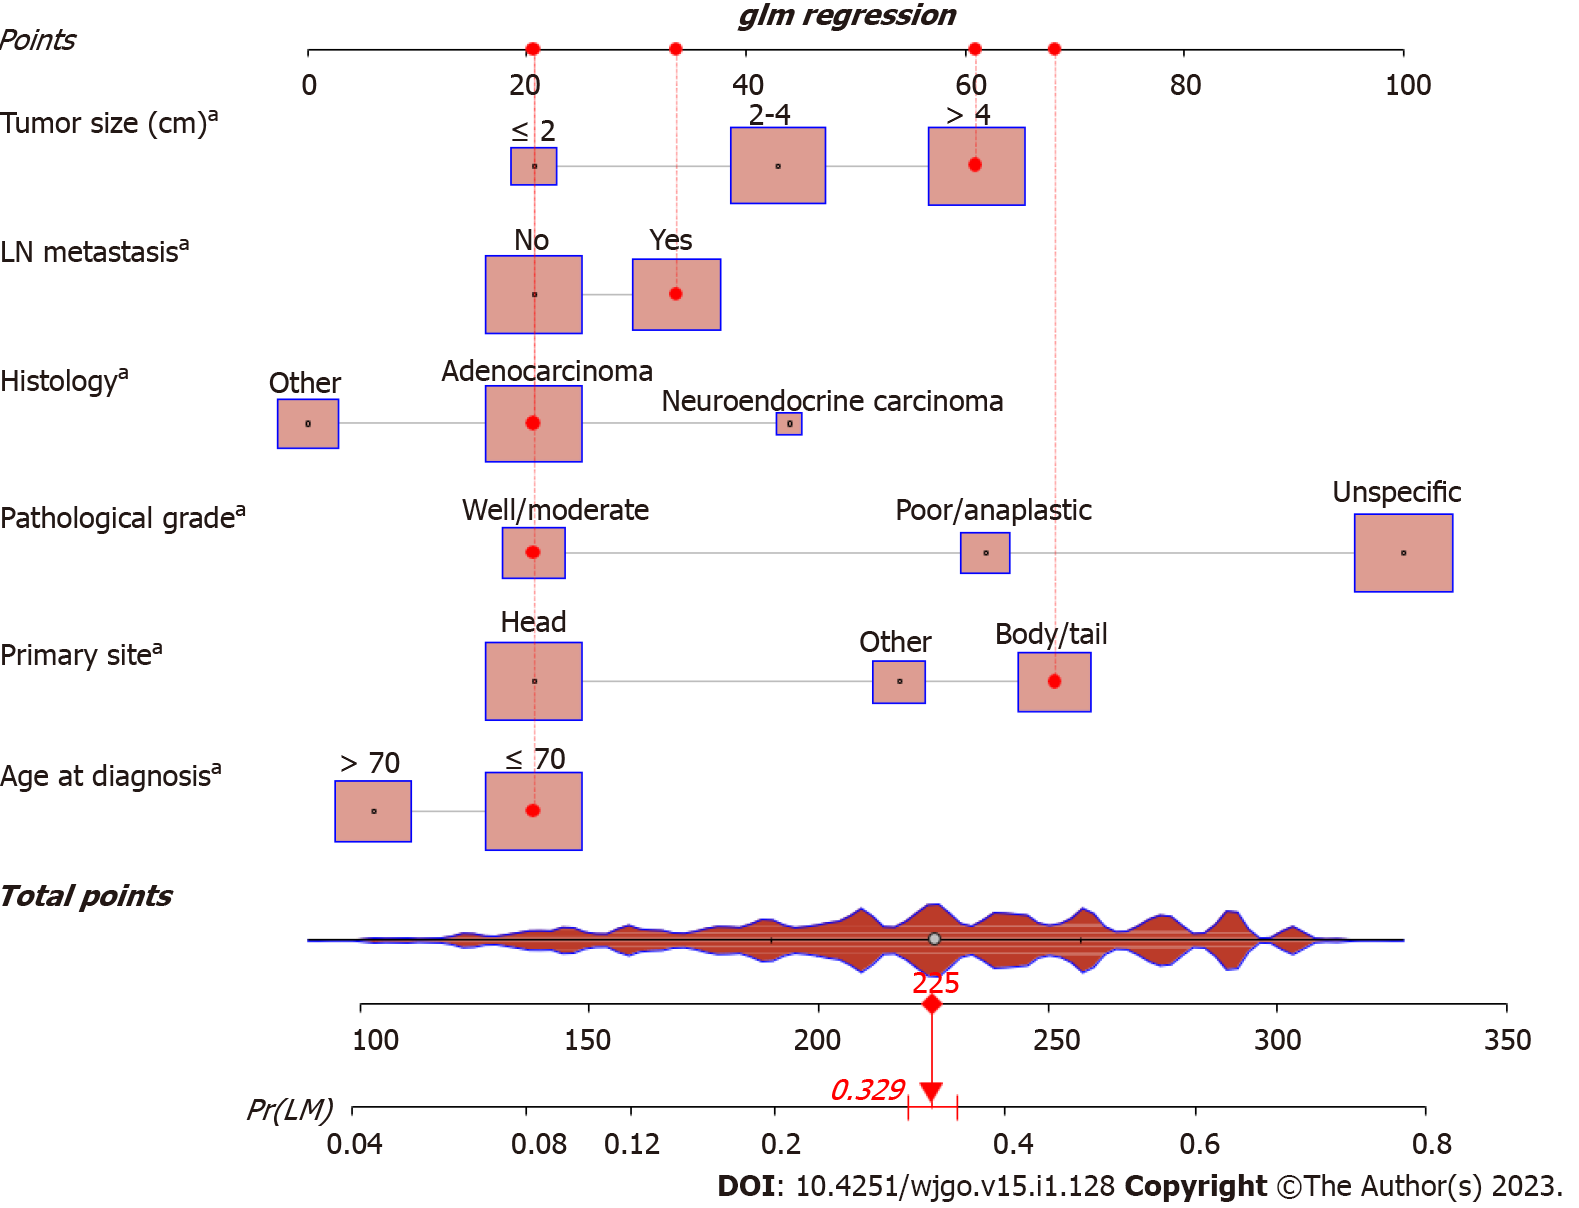 glm regression
Points
0 20 40 60 80 100
Tumor size (cm)a
≤ 2 2-4 > 4
LN metastasisa
No Yes
Histologya
Other Adenocarcinoma Neuroendocrine carcinoma
Pathological gradea
Well/moderate Poor/anaplastic Unspecific
Primary sitea
Head Other Body/tail
Age at diagnosisa
> 70 ≤ 70
Total points
225
100 150 200 250 300 350
0.329
Pr(LM)
0.04 0.08 0.12 0.2 0.4 0.6 0.8
DOI: 10.4251/wjgo.v15.i1.128 Copyright ©The Author(s) 2023.